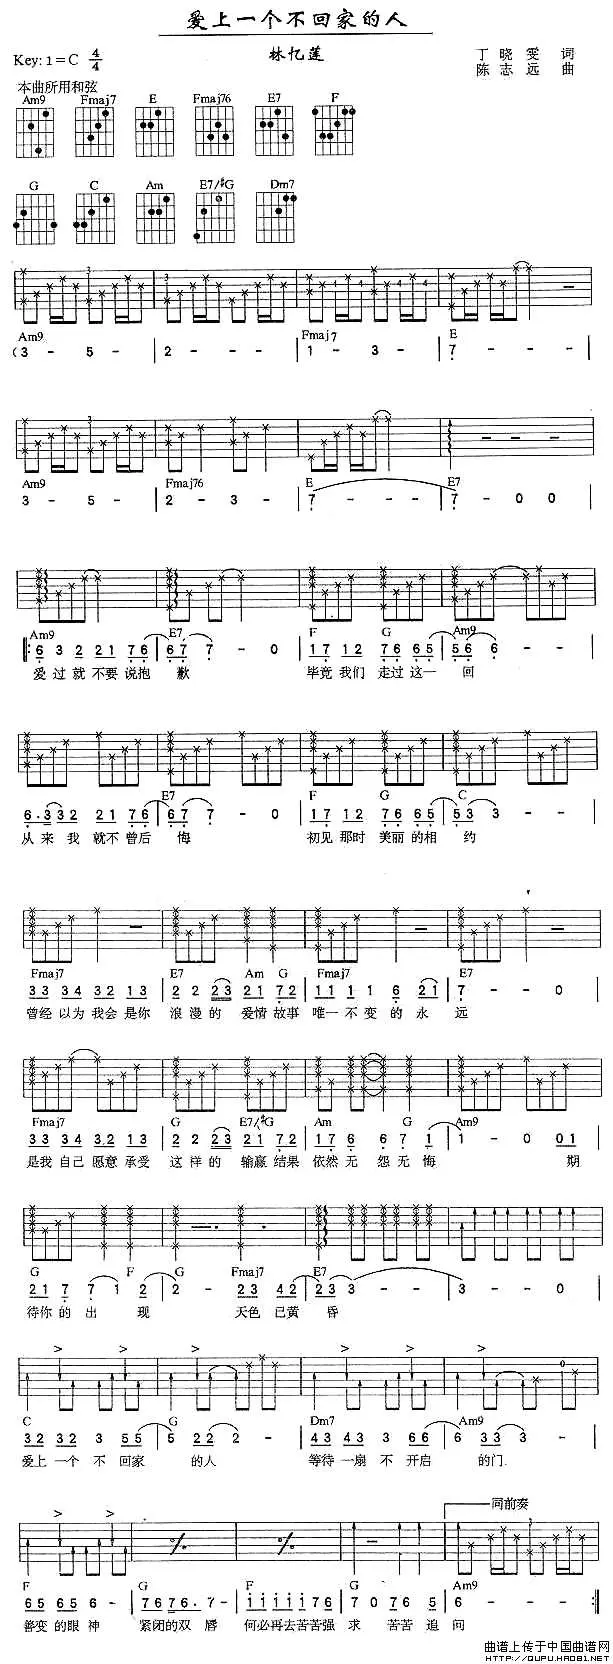 爱上一个不回家的人
林忆莲
Key: 1=C 4/4
丁晓雯 词
陈志远 曲
本曲所用和弦
Am9 Fmaj7 E Fmaj76 E7 F
G C Am E7/#G Dm7
Am9 Fmaj7 E
(3 - 5 - | 2 - - - | 1 - 3 - | 7 - - - |
Am9 Fmaj76 E E7
3 - 5 - | 2 - 3 - | 7 - - - | 7 - 0 0
Am9 E7 F G Am9
6 3 2 21 76 | 67 7 - 0 | 17 12 76 65 | 56 6 - -
爱过就不要说抱 歉 毕竟 我们 走过 这一 回
E7 F G C
6.3 32 21 76 | 67 7 - 0 | 17 12 76 65 | 53 3 - -
从来我就不曾后 悔 初见 那时 美丽 的相 约
Fmaj7 E7 Am G Fmaj7 E7
33 34 32 13 | 2 2 23 21 72 | 11 1 1 6 21 | 7 - - 0
曾经 以为 我会 是你 浪漫的 爱情 故事 唯一不变的永 远
Fmaj7 G E7/#G Am G Am9
33 34 32 13 | 2 2 23 21 72 | 176 6 7 1 | 1 - 0 01
是我 自己 愿意 承受 这样的 输赢 结果 依然无 怨无悔 期
G F G Fmaj7 E7
21 7 7 1 2 | 2 - 23 42 | 23 3 - - | 3 - - 0
待你的出 现 天色 已黄 昏
C G Dm7 Am9
32 32 3 55 | 5 22 2 - | 43 43 3 66 | 6 33 3 -
爱上一个 不 回家 的人 等待 一扇 不 开启 的门.
同前奏
F G F G Am9
65 65 6 5 | 76 76. 7 - | 11 11 17 6 | 7 07 6 5 | 6 - - - :||
善变的眼神 紧闭的双 唇 何必再去苦苦强 求 苦苦 追 问
曲谱上传于中国曲谱网
HTTP://QUPU.HAO81.NET